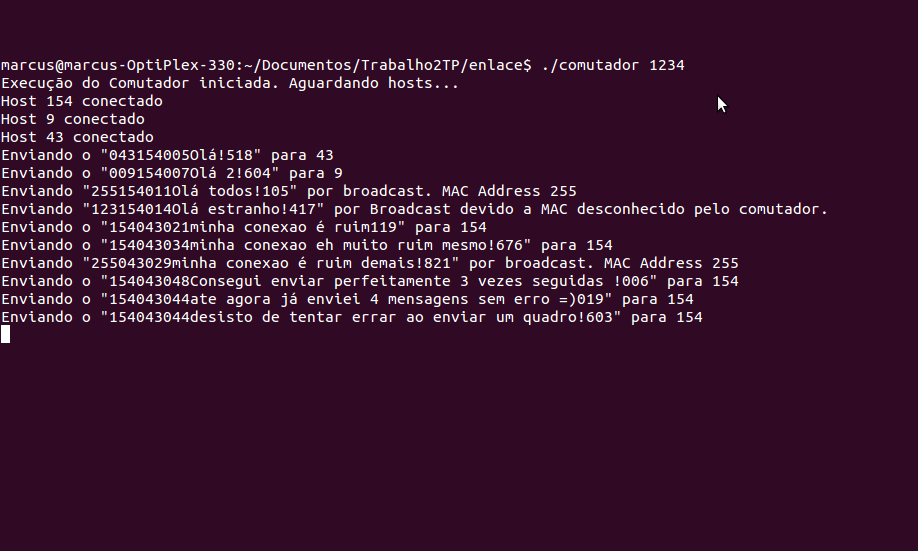 marcus@marcus-OptiPlex-330:~/Documentos/Trabalho2TP/enlace$ ./comutador 1234
Execução do Comutador iniciada. Aguardando hosts...
Host 154 conectado
Host 9 conectado
Host 43 conectado
Enviando o "043154005Olá!518" para 43
Enviando o "009154007Olá 2!604" para 9
Enviando "255154011Olá todos!105" por broadcast. MAC Address 255
Enviando "123154014Olá estranho!417" por Broadcast devido a MAC desconhecido pelo comutador.
Enviando o "154043021minha conexao é ruim119" para 154
Enviando o "154043034minha conexao eh muito ruim mesmo!676" para 154
Enviando "255043029minha conexão é ruim demais!821" por broadcast. MAC Address 255
Enviando o "154043048Consegui enviar perfeitamente 3 vezes seguidas !006" para 154
Enviando o "154043044ate agora já enviei 4 mensagens sem erro =)019" para 154
Enviando o "154043044desisto de tentar errar ao enviar um quadro!603" para 154